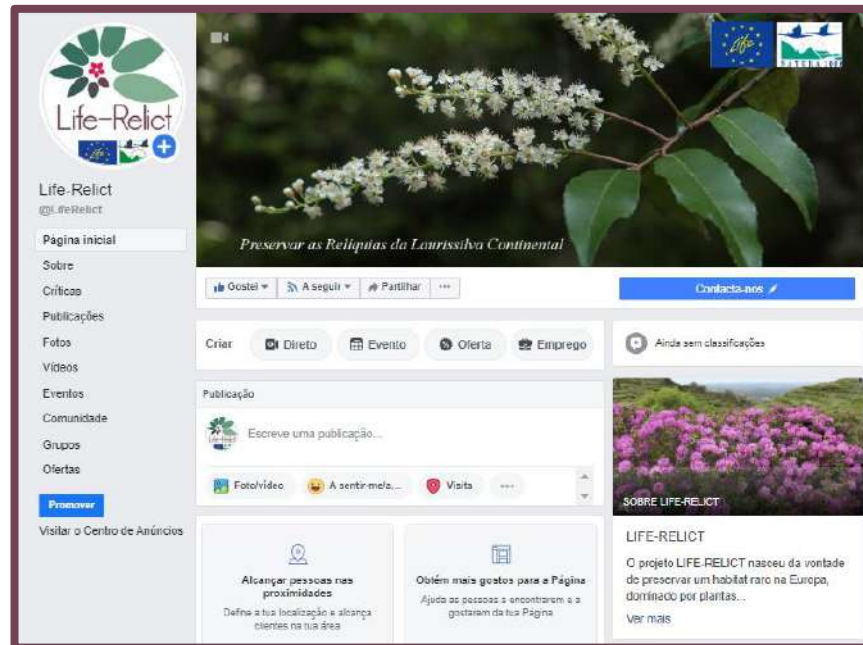 Life-Relict
Life-Relict
@LifeRelict
Página inicial
Sobre
Críticas
Publicações
Fotos
Vídeos
Eventos
Comunidade
Grupos
Ofertas
Promover
Visitar o Centro de Anúncios
Life
NATURA 2000
Preservar as Relíquias da Laurissilva Continental
Gostei
A seguir
Partilhar
Contacta-nos
Criar
Direto
Evento
Oferta
Emprego
Ainda sem classificações
Publicação
Escreve uma publicação...
Foto/vídeo
A sentir-me/a...
Visita
Alcançar pessoas nas
proximidades
Define a tua localização e alcança
clientes na tua área
Obtém mais gostos para a Página
Ajuda as pessoas a encontrarem e a
gostarem da tua Página
SOBRE LIFE-RELICT
LIFE-RELICT
O projeto LIFE-RELICT nasceu da vontade
de preservar um habitat raro na Europa,
dominado por plantas...
Ver mais